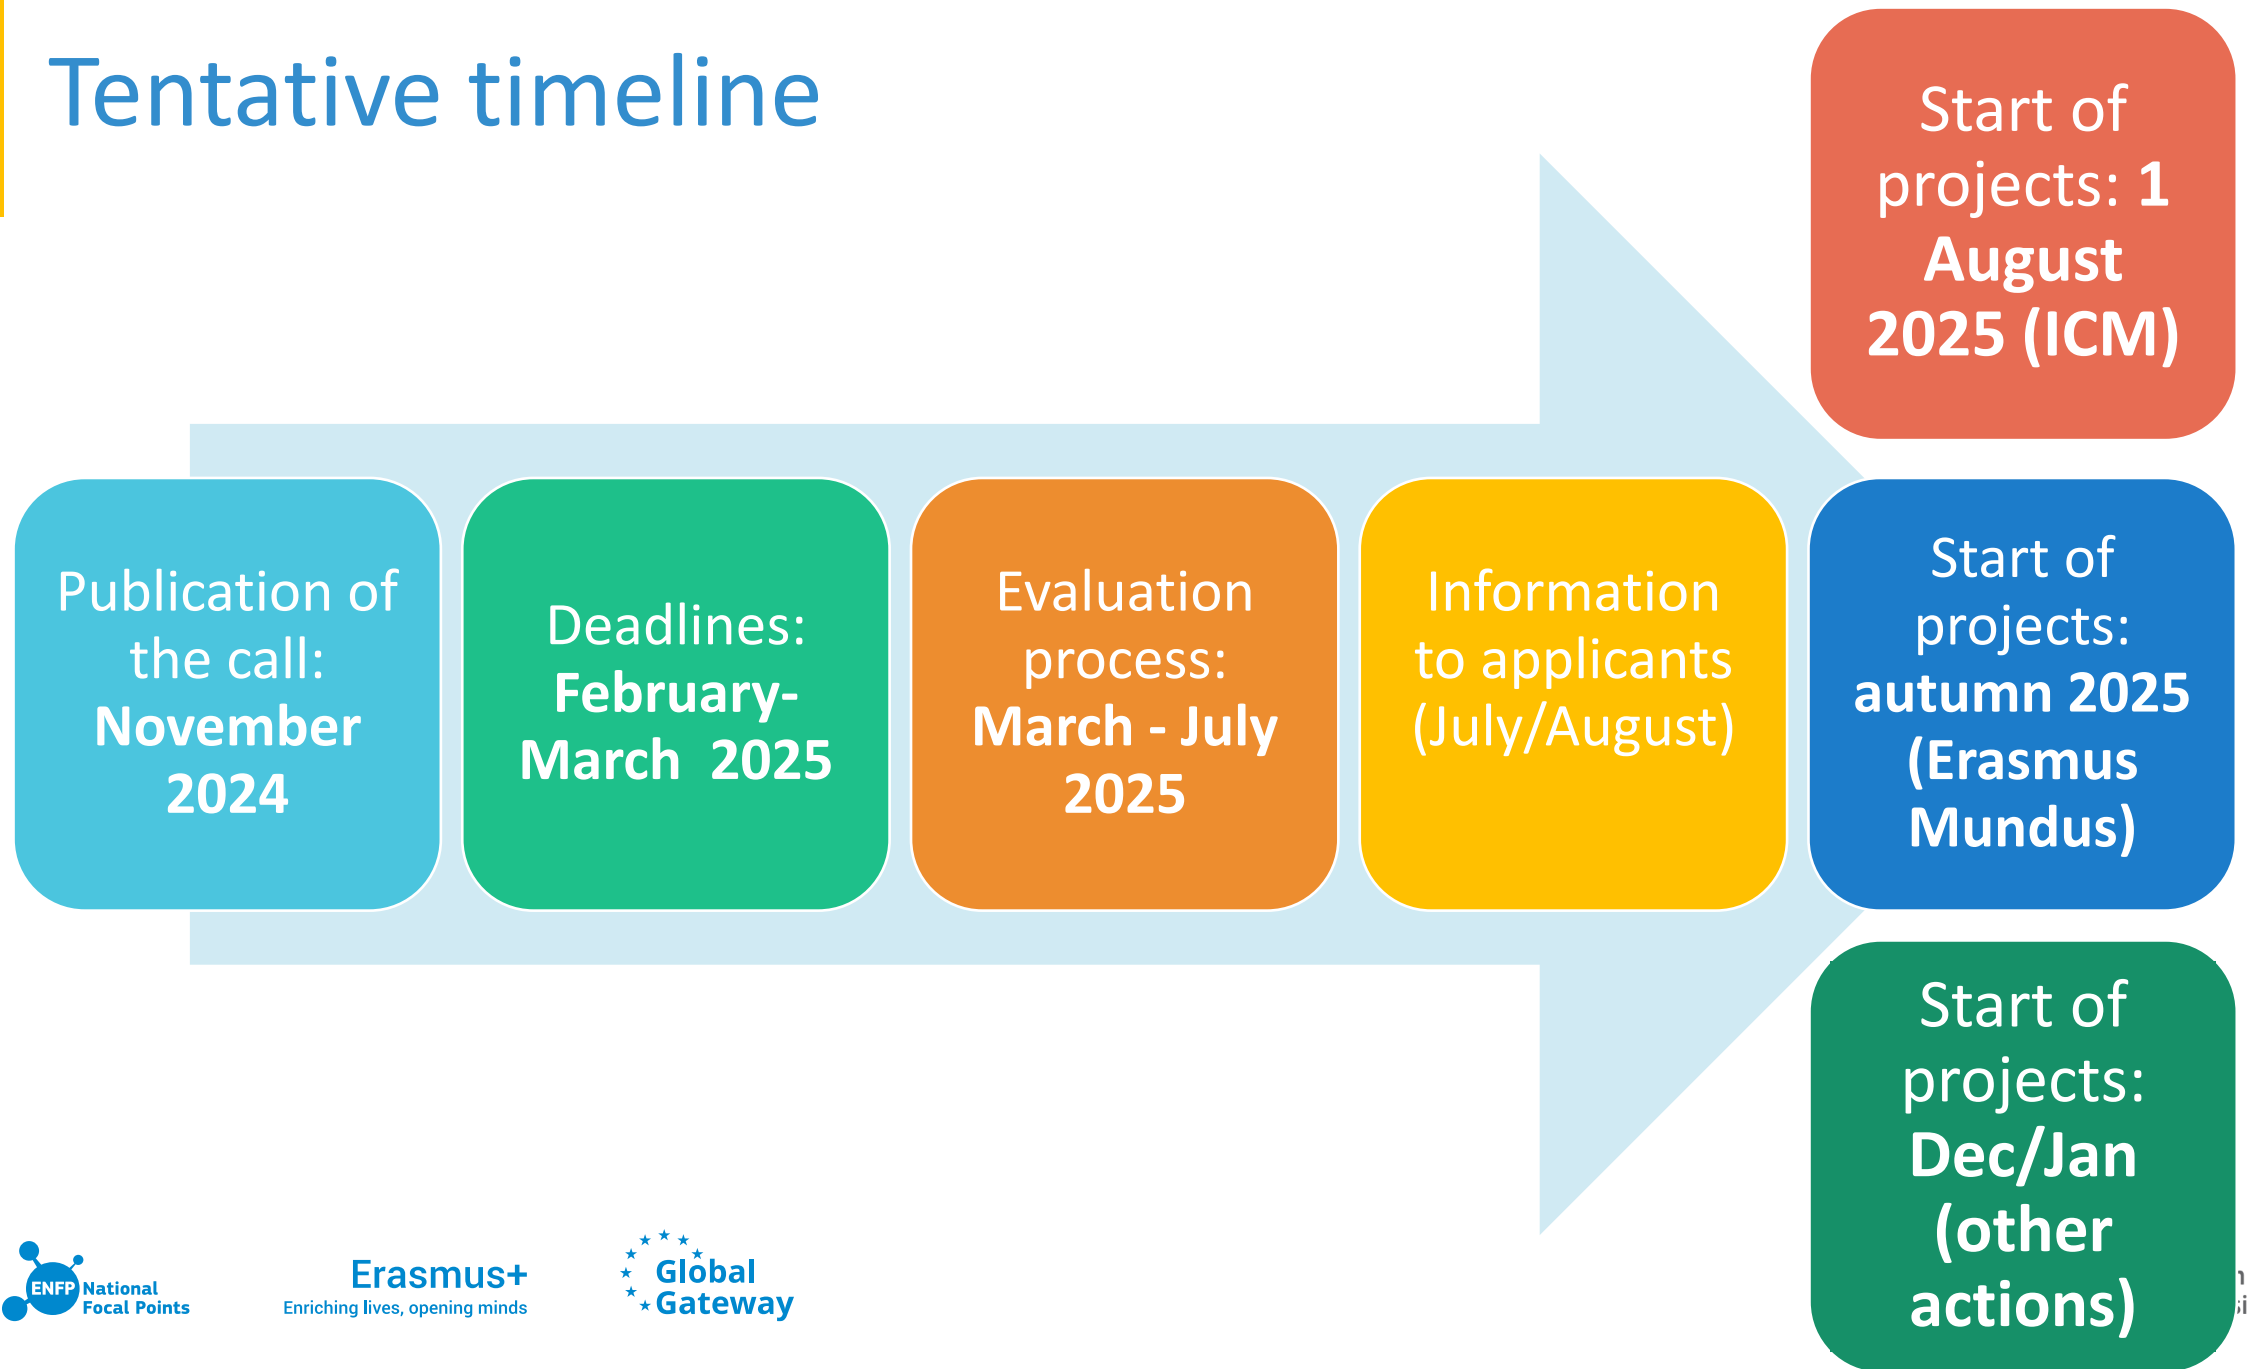 Tentative timeline
Start of
projects: 1
August
2025 (ICM)
Publication of
the call:
November
2024
Deadlines:
February-
March  2025
Evaluation
process:
March - July
2025
Information
to applicants
(July/August)
Start of
projects:
autumn 2025
(Erasmus
Mundus)
Start of
projects:
Dec/Jan
(other
actions)
ENFP National
Focal Points
Erasmus+
Enriching lives, opening minds
Global
Gateway